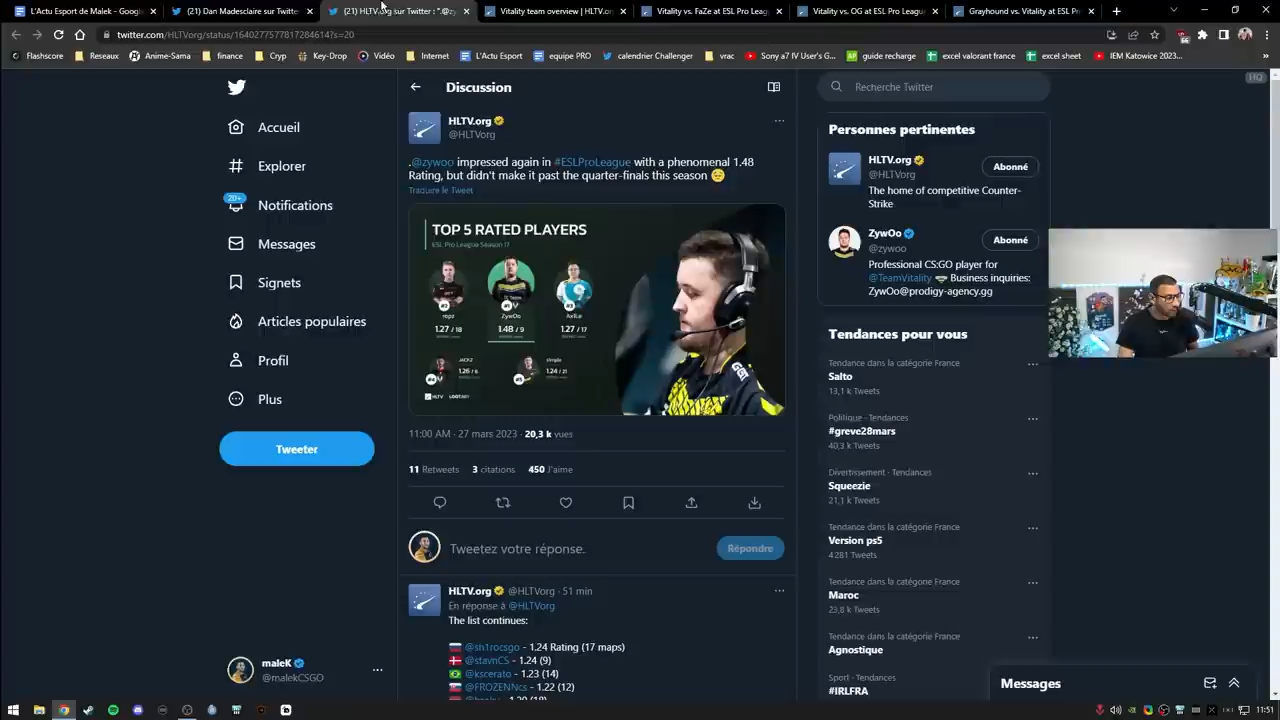 L'Actu Esport de Malek - Google
(21) Dan Madesclaire sur Twitter
(21) HLTV.org sur Twitter : ".@zy
Vitality team overview | HLTV.or
Vitality vs. FaZe at ESL Pro Leag
Vitality vs. OG at ESL Pro League
Grayhound vs. Vitality at ESL Pr
twitter.com/HLTVorg/status/1640277577817284614?s=20
Flashscore
Reseaux
Anime-Sama
finance
Cryp
Key-Drop
Vidéo
Internet
L'Actu Esport
equipe PRO
calendrier Challenger
vrac
Sony a7 IV User's G...
guide recharge
excel valorant france
excel sheet
IEM Katowice 2023...
Accueil
Explorer
20+
Notifications
Messages
Signets
Articles populaires
Profil
Plus
Tweeter
maleK
@malekCSGO
Discussion
HLTV.org
@HLTVorg
.@zywoo impressed again in #ESLProLeague with a phenomenal 1.48
Rating, but didn't make it past the quarter-finals this season
Traduire le Tweet
TOP 5 RATED PLAYERS
ESL Pro League Season 17
ropz
1.27 / 18
ZywOo
1.48 / 9
AxiLe
1.27 / 17
JACKZ
1.26 / 6
s1mple
1.24 / 21
HLTV
11:00 AM · 27 mars 2023 · 20,3 k vues
11 Retweets 3 citations 450 J'aime
Tweetez votre réponse.
Répondre
HLTV.org @HLTVorg · 51 min
En réponse à @HLTVorg
The list continues:
@sh1rocsgo - 1.24 Rating (17 maps)
@stavnCS - 1.24 (9)
@kscerato - 1.23 (14)
@FROZENNcs - 1.22 (12)
Recherche Twitter
Personnes pertinentes
HLTV.org
@HLTVorg
Abonné
The home of competitive Counter-
Strike
ZywOo
@zywoo
Abonné
Professional CS:GO player for
@TeamVitality Business inquiries:
ZywOo@prodigy-agency.gg
Tendances pour vous
Tendance dans la catégorie France
Salto
13,1 k Tweets
Politique · Tendances
#greve28mars
40,3 k Tweets
Divertissement · Tendances
Squeezie
21,1 k Tweets
Tendance dans la catégorie France
Version ps5
4 281 Tweets
Tendance dans la catégorie France
Maroc
23,8 k Tweets
Tendance dans la catégorie France
Agnostique
Sport · Tendances
#IRLFRA
Messages
11:51